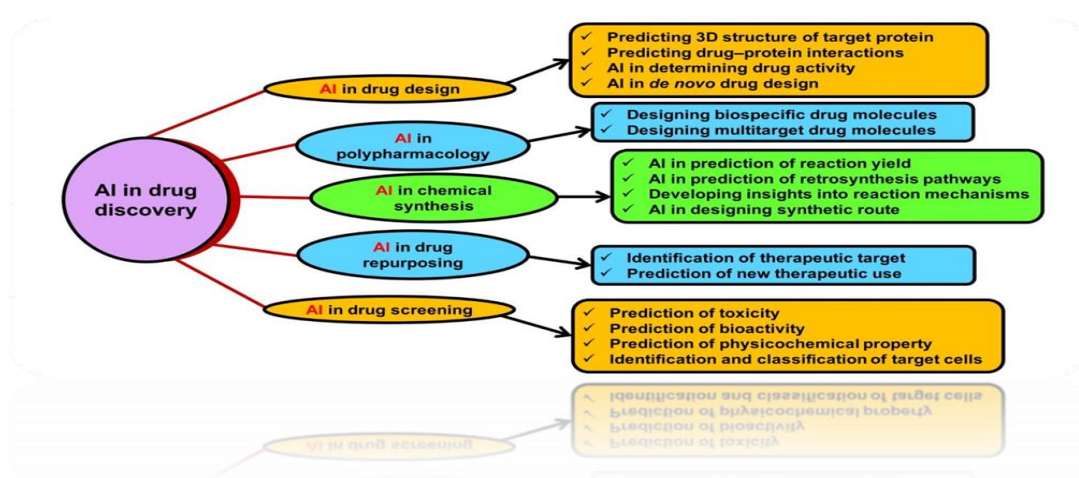 AI in drug
discovery
AI in drug design
✓ Predicting 3D structure of target protein
✓ Predicting drug–protein interactions
✓ AI in determining drug activity
✓ AI in de novo drug design
AI in
polypharmacology
✓ Designing biospecific drug molecules
✓ Designing multitarget drug molecules
AI in chemical
synthesis
✓ AI in prediction of reaction yield
✓ AI in prediction of retrosynthesis pathways
✓ Developing insights into reaction mechanisms
✓ AI in designing synthetic route
AI in drug
repurposing
✓ Identification of therapeutic target
✓ Prediction of new therapeutic use
AI in drug screening
✓ Prediction of toxicity
✓ Prediction of bioactivity
✓ Prediction of physicochemical property
✓ Identification and classification of target cells